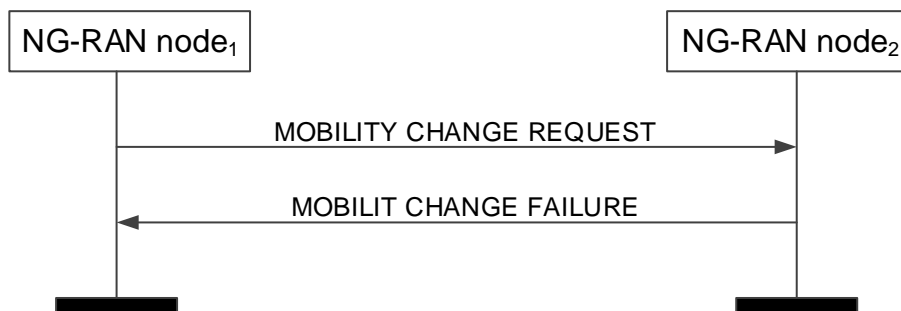 NG-RAN node₁
NG-RAN node₂
MOBILITY CHANGE REQUEST
MOBILIT CHANGE FAILURE